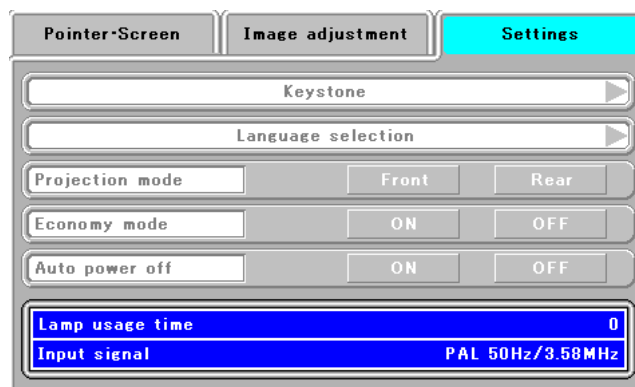 Pointer･Screen Image adjustment Settings
Keystone
Language selection
Projection mode Front Rear
Economy mode ON OFF
Auto power off ON OFF
Lamp usage time 0
Input signal PAL 50Hz/3.58MHz